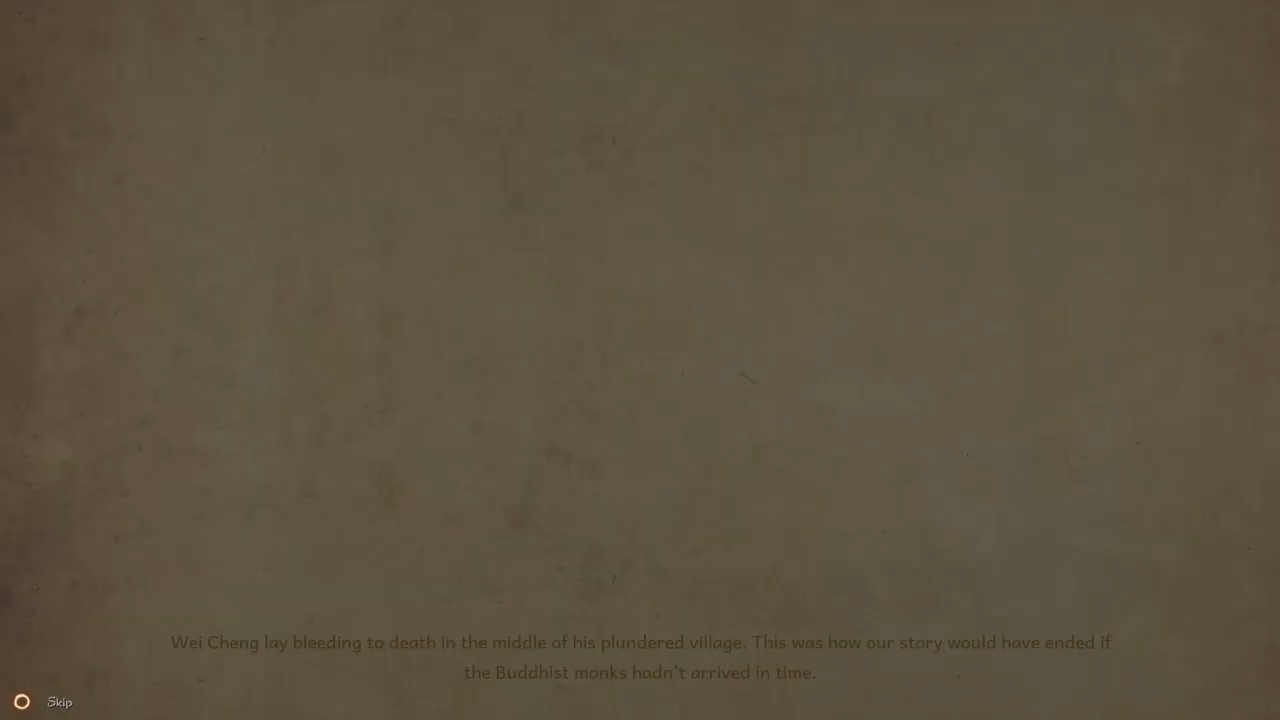 Wei Cheng lay bleeding to death in the middle of his plundered village. This was how our story would have ended if
the Buddhist monks hadn't arrived in time.
Skip